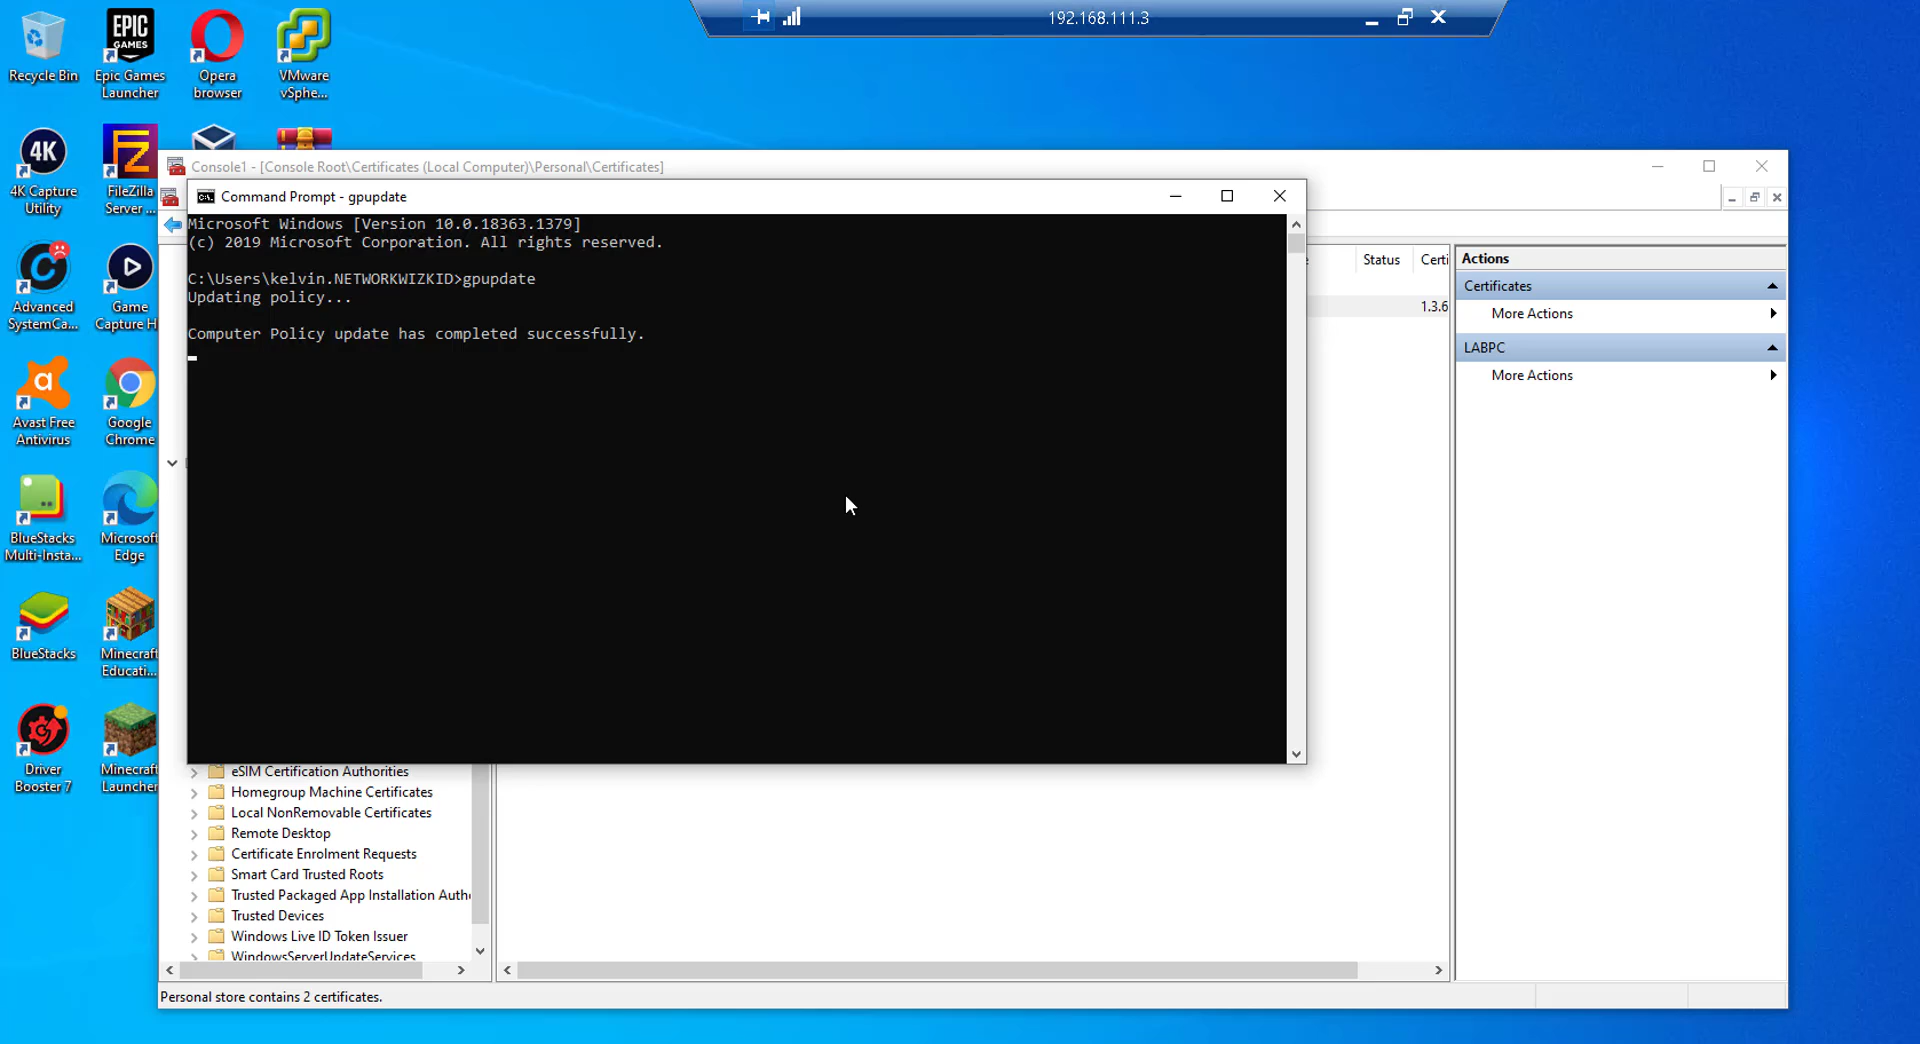 192.168.111.3
Recycle Bin
EPIC
GAMES
Epic Games
Launcher
Opera
browser
VMware
vSphe...
4K
4K Capture
Utility
FileZilla
Server ...
Advanced
SystemCa...
Game
Capture H
Avast Free
Antivirus
Google
Chrome
BlueStacks
Multi-Insta...
Microsoft
Edge
BlueStacks
Minecraf
Educati...
Driver
Booster 7
Minecraft
Launcher
Console1 - [Console Root\Certificates (Local Computer)\Personal\Certificates]
C:\.
Command Prompt - gpupdate
Microsoft Windows [Version 10.0.18363.1379]
(c) 2019 Microsoft Corporation. All rights reserved.
C:\Users\kelvin.NETWORKWIZKID>gpupdate
Updating policy...
Computer Policy update has completed successfully.
Status
Certi
1.3.6
Actions
Certificates
More Actions
LABPC
More Actions
eSIM Certification Authorities
Homegroup Machine Certificates
Local NonRemovable Certificates
Remote Desktop
Certificate Enrolment Requests
Smart Card Trusted Roots
Trusted Packaged App Installation Auth
Trusted Devices
Windows Live ID Token Issuer
WindowsServerUpdateServices
Personal store contains 2 certificates.